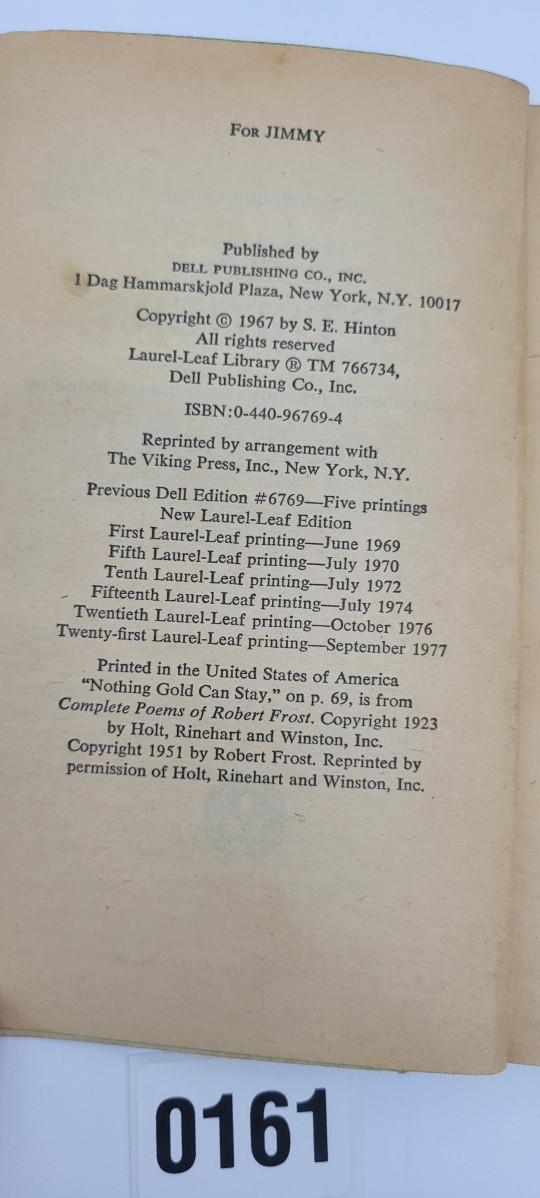 FOR JIMMY
Published by
DELL PUBLISHING CO., INC.
1 Dag Hammarskjold Plaza, New York, N.Y. 10017
Copyright © 1967 by S. E. Hinton
All rights reserved
Laurel-Leaf Library ® TM 766734,
Dell Publishing Co., Inc.
ISBN:0-440-96769-4
Reprinted by arrangement with
The Viking Press, Inc., New York, N.Y.
Previous Dell Edition #6769—Five printings
New Laurel-Leaf Edition
First Laurel-Leaf printing—June 1969
Fifth Laurel-Leaf printing—July 1970
Tenth Laurel-Leaf printing—July 1972
Fifteenth Laurel-Leaf printing—July 1974
Twentieth Laurel-Leaf printing—October 1976
Twenty-first Laurel-Leaf printing—September 1977
Printed in the United States of America
“Nothing Gold Can Stay,” on p. 69, is from
Complete Poems of Robert Frost. Copyright 1923
by Holt, Rinehart and Winston, Inc.
Copyright 1951 by Robert Frost. Reprinted by
permission of Holt, Rinehart and Winston, Inc.
0161